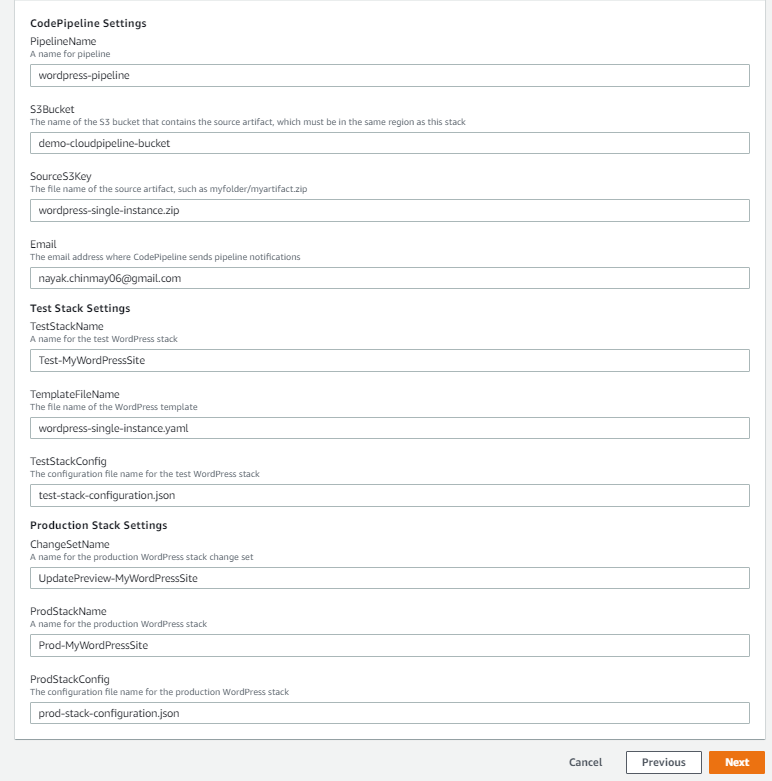 CodePipeline Settings
PipelineName
A name for pipeline
wordpress-pipeline
S3Bucket
The name of the S3 bucket that contains the source artifact, which must be in the same region as this stack
demo-cloudpipeline-bucket
SourceS3Key
The file name of the source artifact, such as myfolder/myartifact.zip
wordpress-single-instance.zip
Email
The email address where CodePipeline sends pipeline notifications
nayak.chinmay06@gmail.com
Test Stack Settings
TestStackName
A name for the test WordPress stack
Test-MyWordPressSite
TemplateFileName
The file name of the WordPress template
wordpress-single-instance.yaml
TestStackConfig
The configuration file name for the test WordPress stack
test-stack-configuration.json
Production Stack Settings
ChangeSetName
A name for the production WordPress stack change set
UpdatePreview-MyWordPressSite
ProdStackName
A name for the production WordPress stack
Prod-MyWordPressSite
ProdStackConfig
The configuration file name for the production WordPress stack
prod-stack-configuration.json
Cancel Previous Next